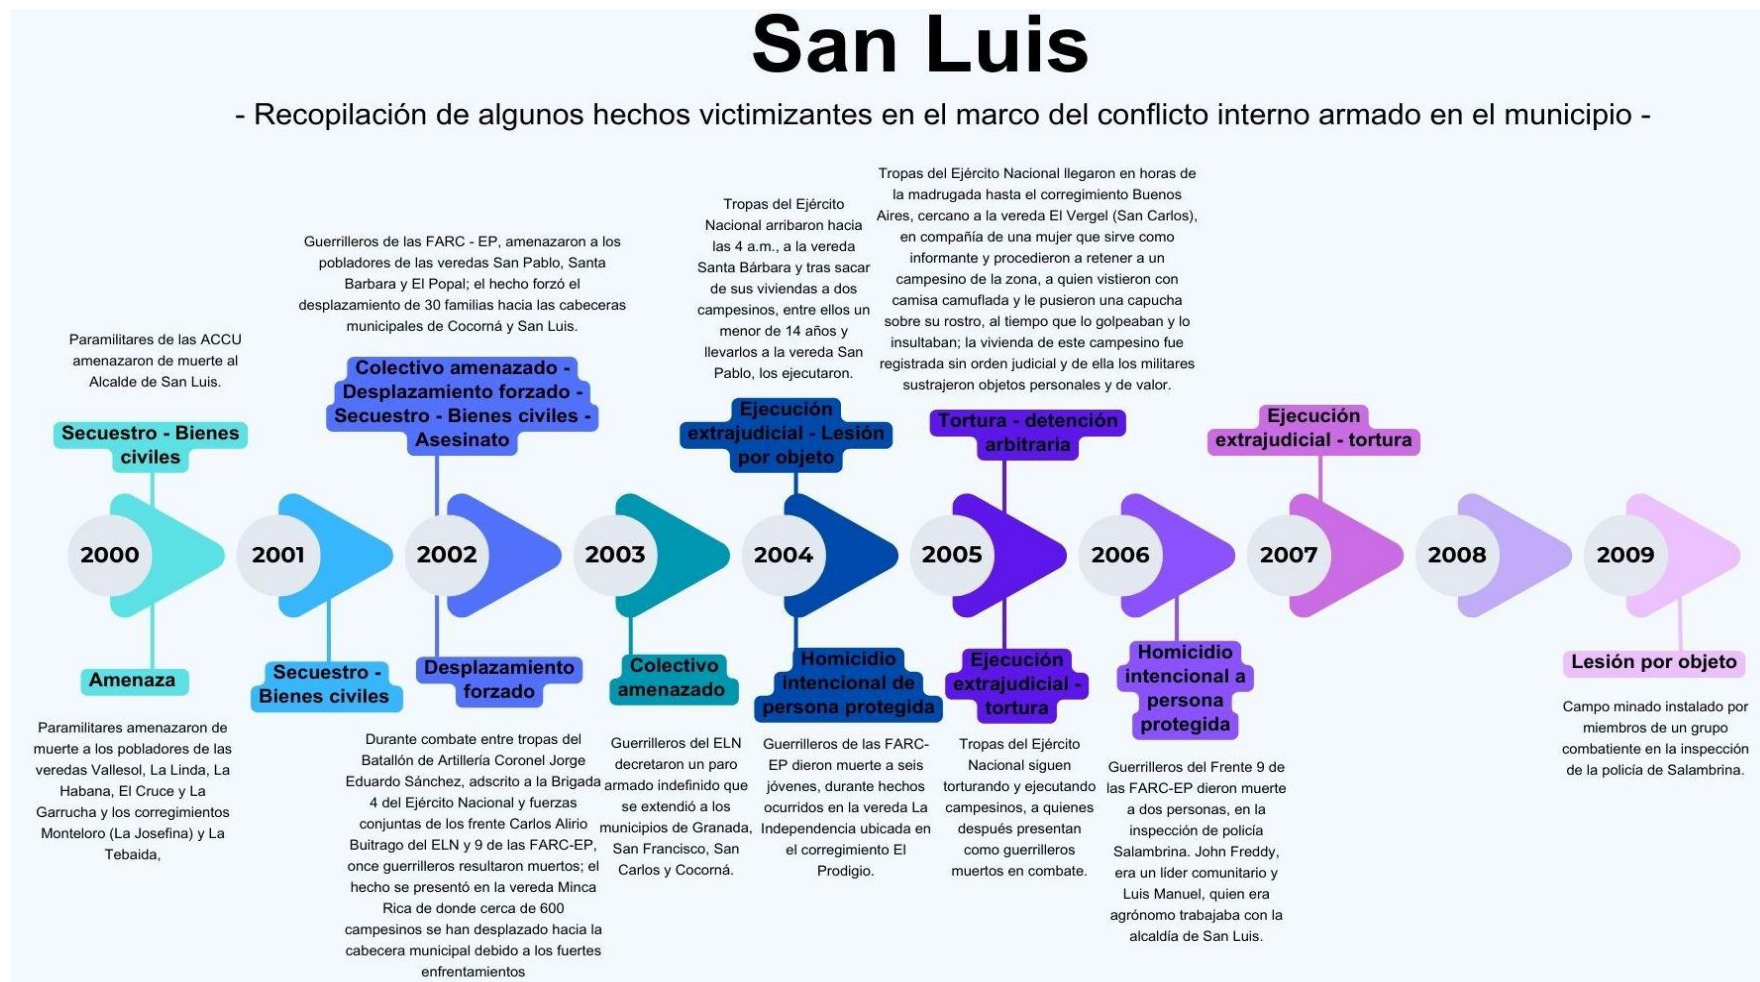 San Luis
- Recopilación de algunos hechos victimizantes en el marco del conflicto interno armado en el municipio -
Paramilitares de las ACCU
amenazaron de muerte al
Alcalde de San Luis.
Secuestro - Bienes
civiles
Guerrilleros de las FARC - EP, amenazaron a los
pobladores de las veredas San Pablo, Santa
Barbara y El Popal; el hecho forzó el
desplazamiento de 30 familias hacia las cabeceras
municipales de Cocorná y San Luis.
Colectivo amenazado -
Desplazamiento forzado -
Secuestro - Bienes civiles -
Asesinato
Tropas del Ejército
Nacional arribaron hacia
las 4 a.m., a la vereda
Santa Bárbara y tras sacar
de sus viviendas a dos
campesinos, entre ellos un
menor de 14 años y
llevarlos a la vereda San
Pablo, los ejecutaron.
Ejecución
extrajudicial - Lesión
por objeto
Tropas del Ejército Nacional llegaron en horas de
la madrugada hasta el corregimiento Buenos
Aires, cercano a la vereda El Vergel (San Carlos),
en compañía de una mujer que sirve como
informante y procedieron a retener a un
campesino de la zona, a quien vistieron con
camisa camuflada y le pusieron una capucha
sobre su rostro, al tiempo que lo golpeaban y lo
insultaban; la vivienda de este campesino fue
registrada sin orden judicial y de ella los militares
sustrajeron objetos personales y de valor.
Tortura - detención
arbitraria
Ejecución
extrajudicial - tortura
2000
2001
2002
2003
2004
2005
2006
2007
2008
2009
Amenaza
Paramilitares amenazaron de
muerte a los pobladores de las
veredas Vallesol, La Linda, La
Habana, El Cruce y La
Garrucha y los corregimientos
Monteloro (La Josefina) y La
Tebaida,
Secuestro -
Bienes civiles
Desplazamiento
forzado
Durante combate entre tropas del
Batallón de Artillería Coronel Jorge
Eduardo Sánchez, adscrito a la Brigada
4 del Ejército Nacional y fuerzas
conjuntas de los frente Carlos Alirio
Buitrago del ELN y 9 de las FARC-EP,
once guerrilleros resultaron muertos; el
hecho se presentó en la vereda Minca
Rica de donde cerca de 600
campesinos se han desplazado hacia la
cabecera municipal debido a los fuertes
enfrentamientos
Colectivo
amenazado
Guerrilleros del ELN
decretaron un paro
armado indefinido que
se extendió a los
municipios de Granada,
San Francisco, San
Carlos y Cocorná.
Homicidio
intencional de
persona protegida
Guerrilleros de las FARC-
EP dieron muerte a seis
jóvenes, durante hechos
ocurridos en la vereda La
Independencia ubicada en
el corregimiento El
Prodigio.
Ejecución
extrajudicial -
tortura
Tropas del Ejército
Nacional siguen
torturando y ejecutando
campesinos, a quienes
después presentan
como guerrilleros
muertos en combate.
Homicidio
intencional a
persona
protegida
Guerrilleros del Frente 9 de
las FARC-EP dieron muerte
a dos personas, en la
inspección de policía
Salambrina. John Freddy,
era un líder comunitario y
Luis Manuel, quien era
agrónomo trabajaba con la
alcaldía de San Luis.
Lesión por objeto
Campo minado instalado por
miembros de un grupo
combatiente en la inspección
de la policía de Salambrina.